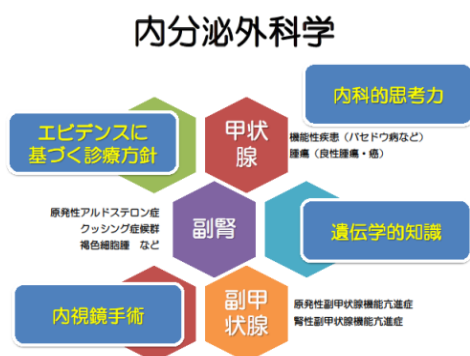 内分泌外科学
内科的思考力
エビデンスに
基づく診療方針
甲状
腺
機能性疾患（バセドウ病など）
腫瘍（良性腫瘍・癌）
原発性アルドステロン症
クッシング症候群
褐色細胞腫　など
副腎
遺伝学的知識
内視鏡手術
副甲
状腺
原発性副甲状腺機能亢進症
腎性副甲状腺機能亢進症